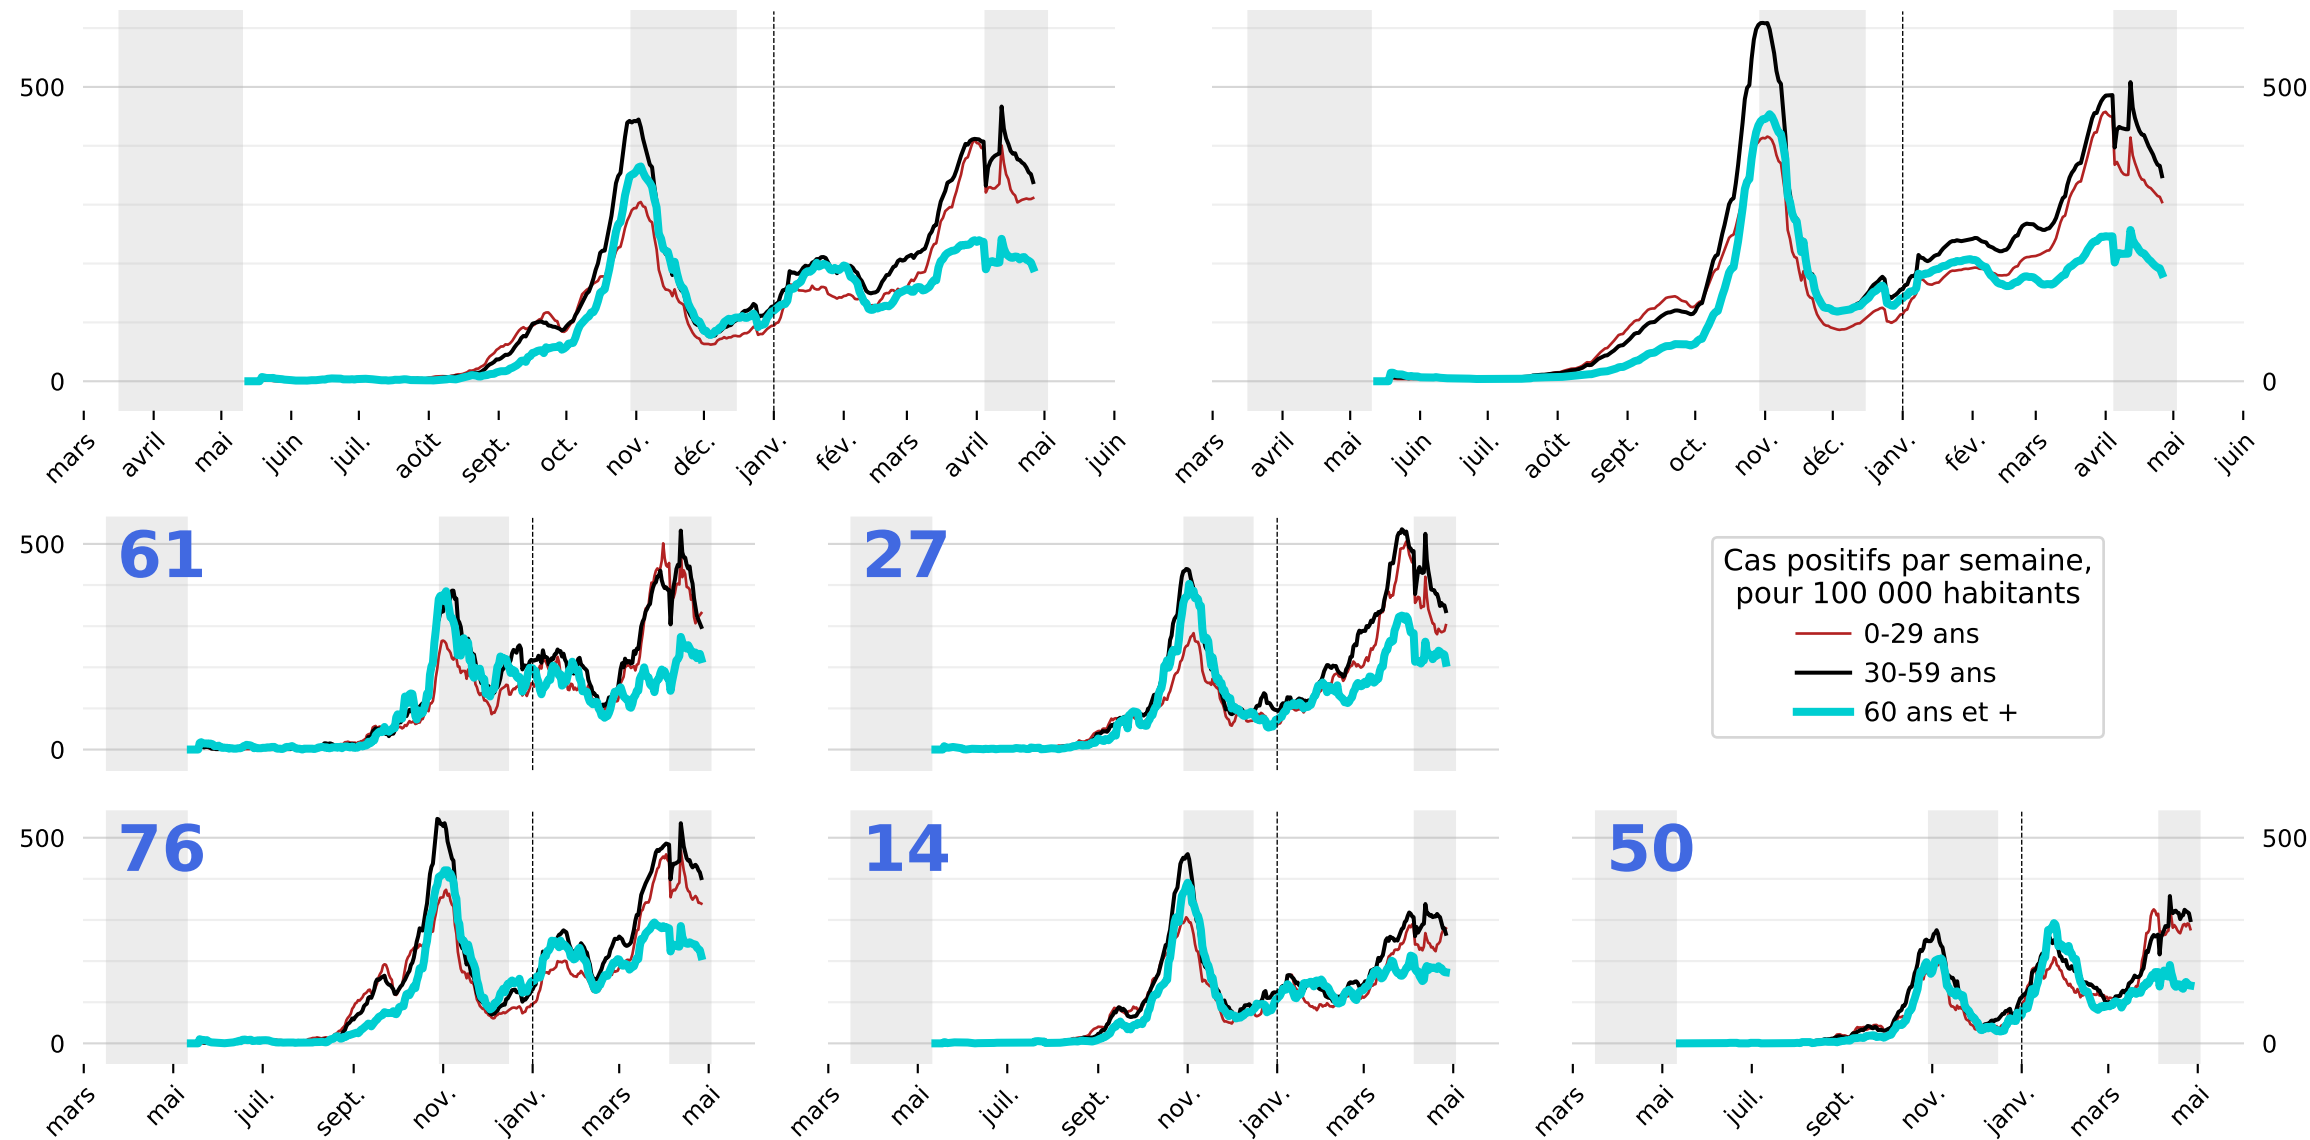 500
0
mars avril mai juin juil. août sept. oct. nov. déc. janv. fév. mars avril mai juin
500
0
mars avril mai juin juil. août sept. oct. nov. déc. janv. fév. mars avril mai juin
500
0
61
27
Cas positifs par semaine,
pour 100 000 habitants
0-29 ans
30-59 ans
60 ans et +
500
0
76
14
50
500
0
mars mai juil. sept. nov. janv. mars mai
mars mai juil. sept. nov. janv. mars mai
mars mai juil. sept. nov. janv. mars mai